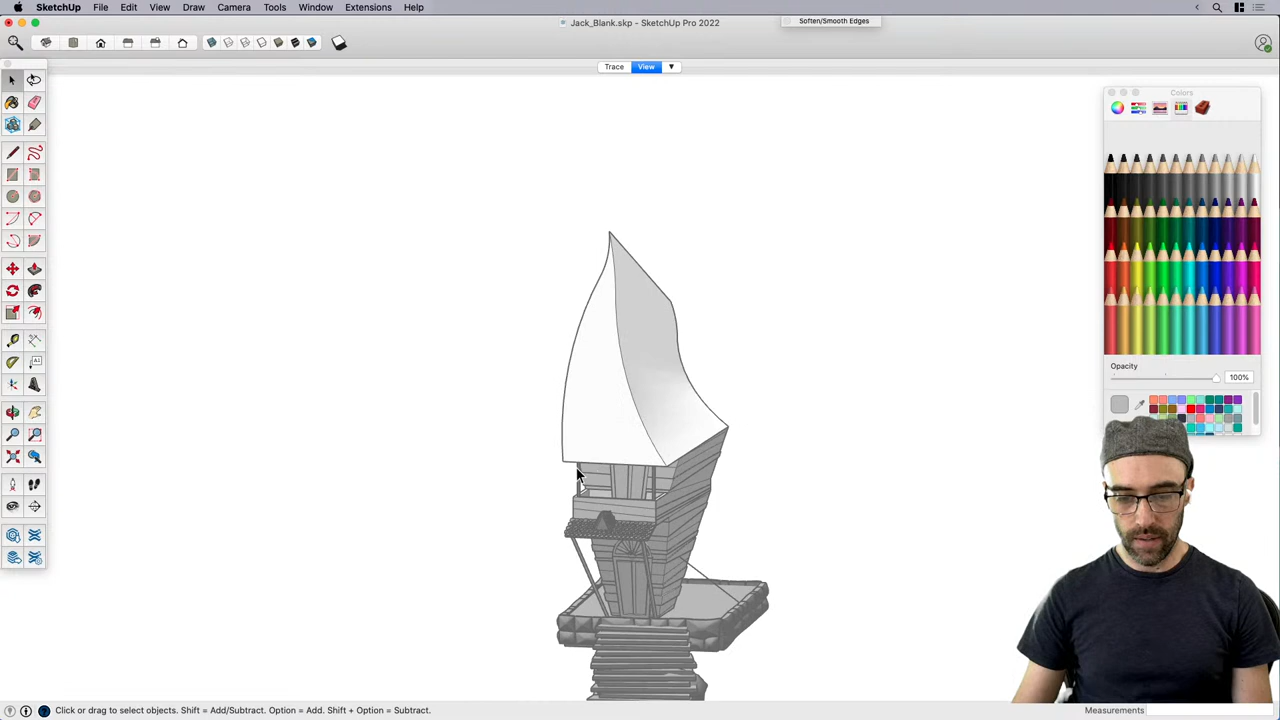 SketchUp File Edit View Draw Camera Tools Window Extensions Help
Jack_Blank.skp - SketchUp Pro 2022
Soften/Smooth Edges
Trace View ▼
Colors
Opacity
100%
Click or drag to select objects. Shift = Add/Subtract. Option = Add. Shift + Option = Subtract.
Measurements